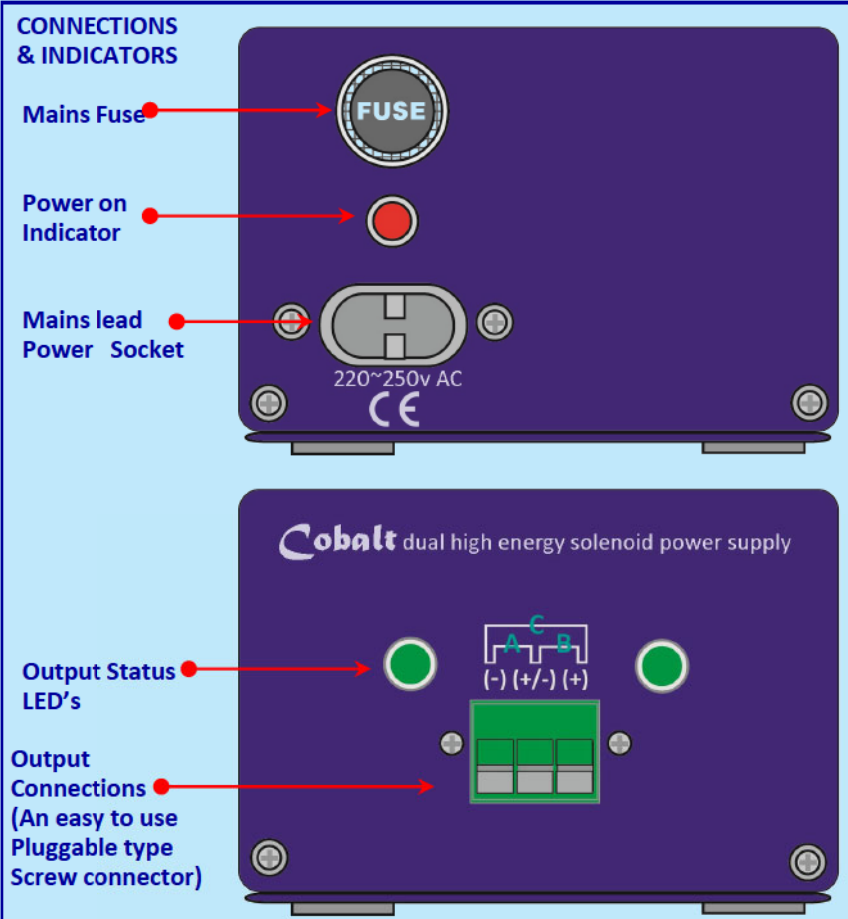 CONNECTIONS
& INDICATORS
Mains Fuse
FUSE
Power on
Indicator
Mains lead
Power Socket
220~250v AC
CE
Cobalt dual high energy solenoid power supply
C
A B
(-) (+/-) (+)
Output Status
LED's
Output
Connections
(An easy to use
Pluggable type
Screw connector)